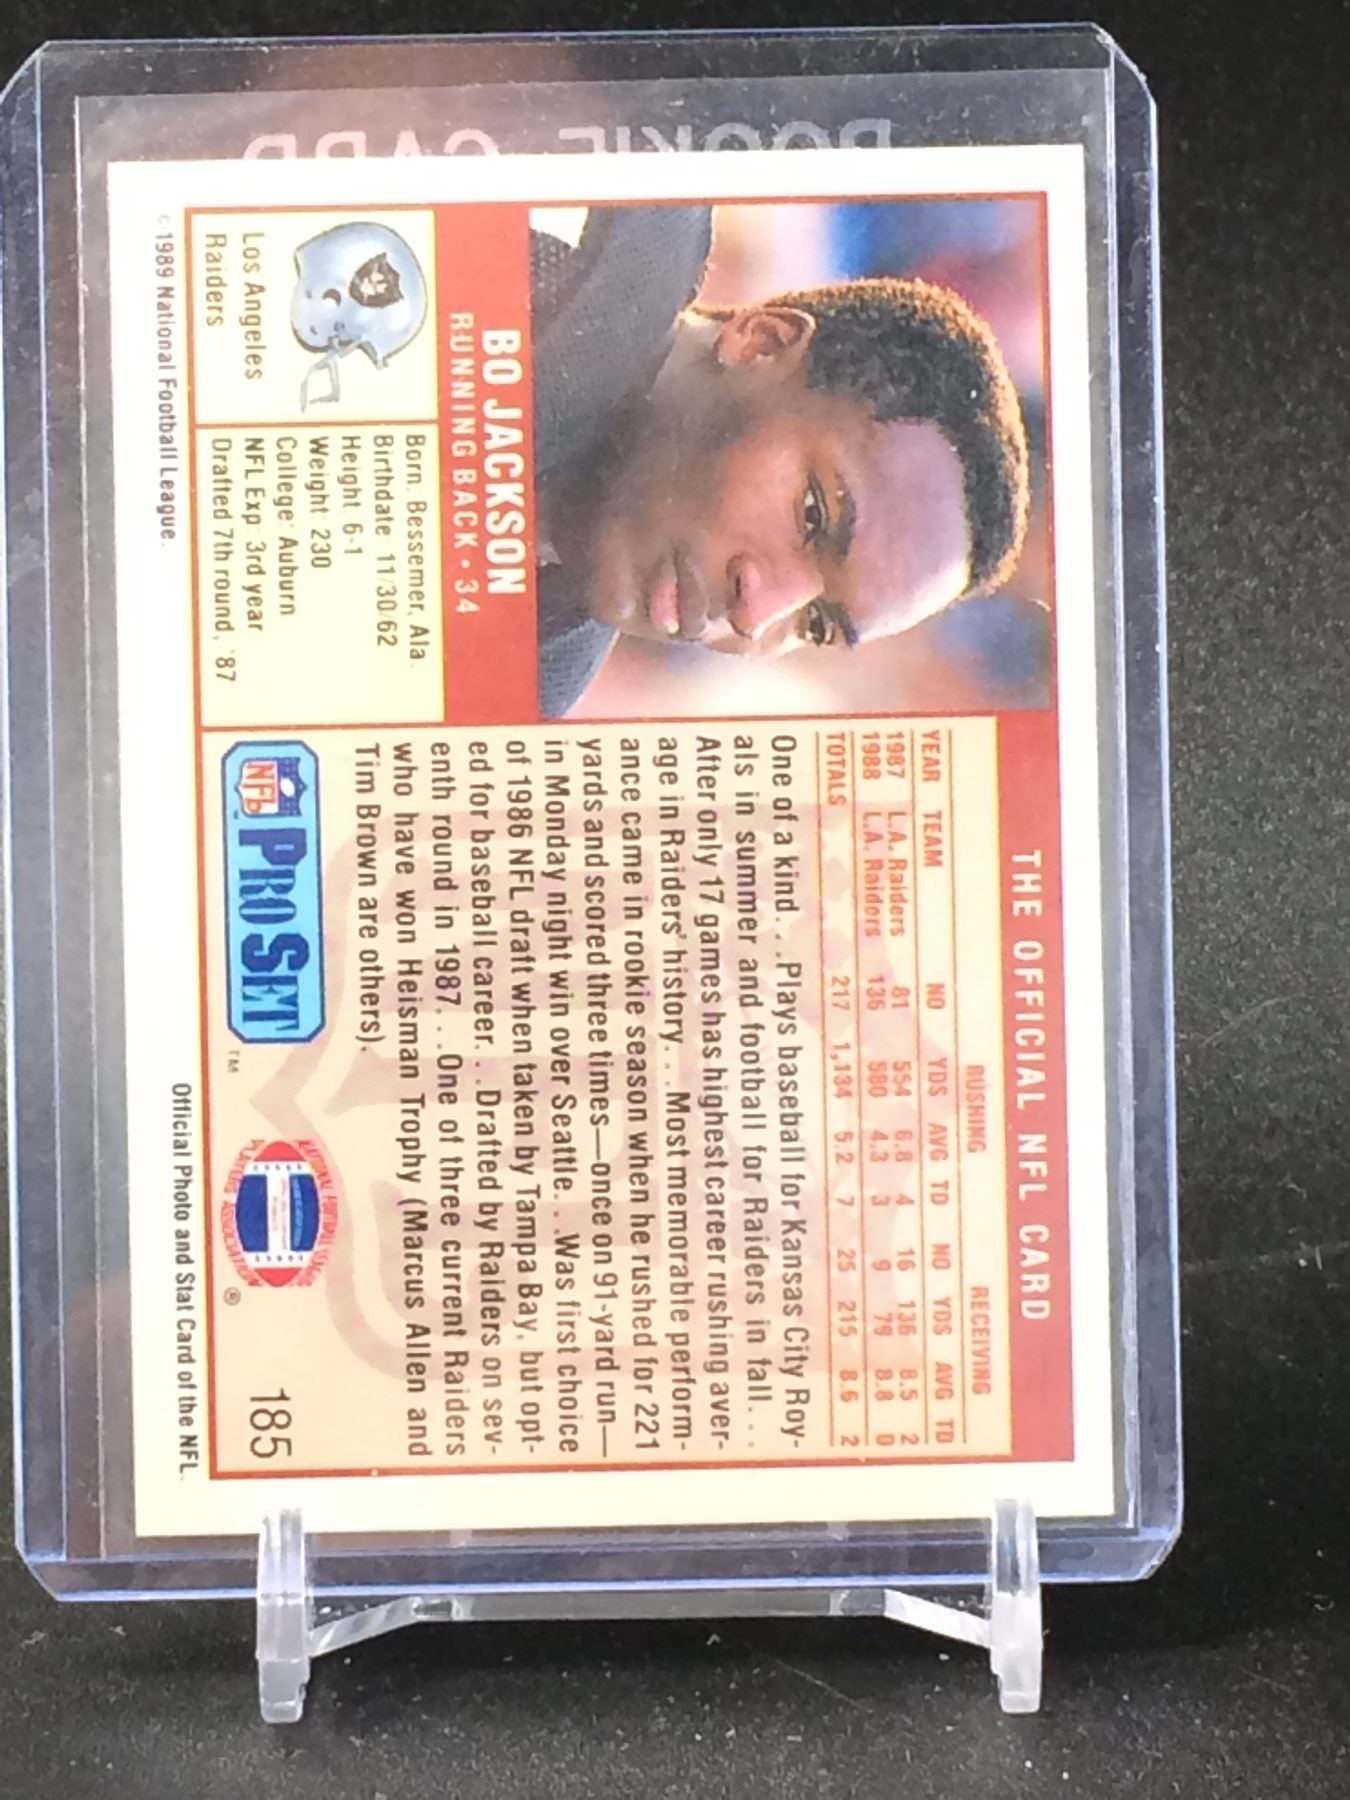 ROOKIE CARD
THE OFFICIAL NFL CARD
BO JACKSON
RUNNING BACK • 34
Los Angeles
Raiders
Born: Bessemer, Ala.
Birthdate: 11/30/62
Height 6-1
Weight 230
College: Auburn
NFL Exp: 3rd year
Drafted 7th round, '87
RUSHING RECEIVING
YEAR TEAM NO YDS AVG TD NO YDS AVG TD
1987 L.A. Raiders 81 554 6.8 4 16 136 8.5 2
1988 L.A. Raiders 136 580 4.3 3 9 79 8.8 0
TOTALS 217 1,134 5.2 7 25 215 8.6 2
One of a kind. . .Plays baseball for Kansas City Roy-
als in summer and football for Raiders in fall. . .
After only 17 games has highest career rushing aver-
age in Raiders' history. . .Most memorable perform-
ance came in rookie season when he rushed for 221
yards and scored three times—once on 91-yard run—
in Monday night win over Seattle. . .Was first choice
of 1986 NFL draft when taken by Tampa Bay, but opt-
ed for baseball career. . .Drafted by Raiders on sev-
enth round in 1987. . .One of three current Raiders
who have won Heisman Trophy (Marcus Allen and
Tim Brown are others).
NFL PRO SET TM
NATIONAL FOOTBALL LEAGUE
PLAYERS ASSOCIATION ®
185
© 1989 National Football League.
Official Photo and Stat Card of the NFL.